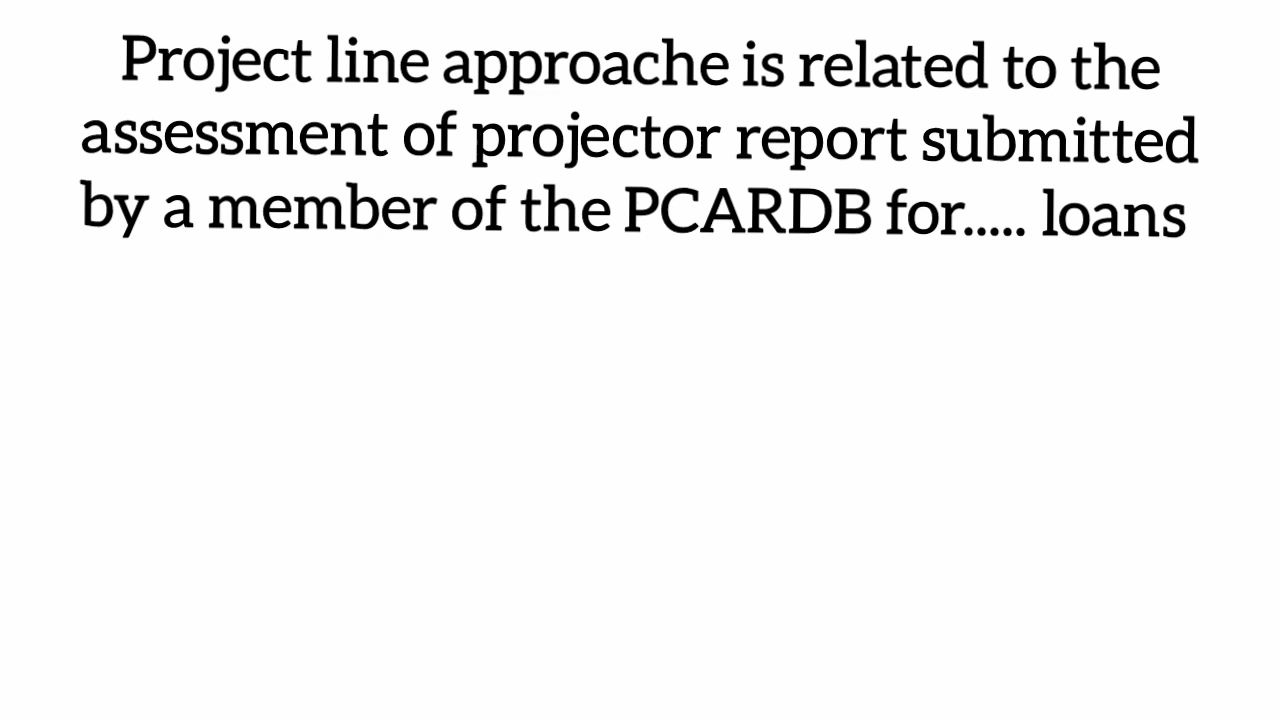 Project line approache is related to the
assessment of projector report submitted
by a member of the PCARDB for..... loans